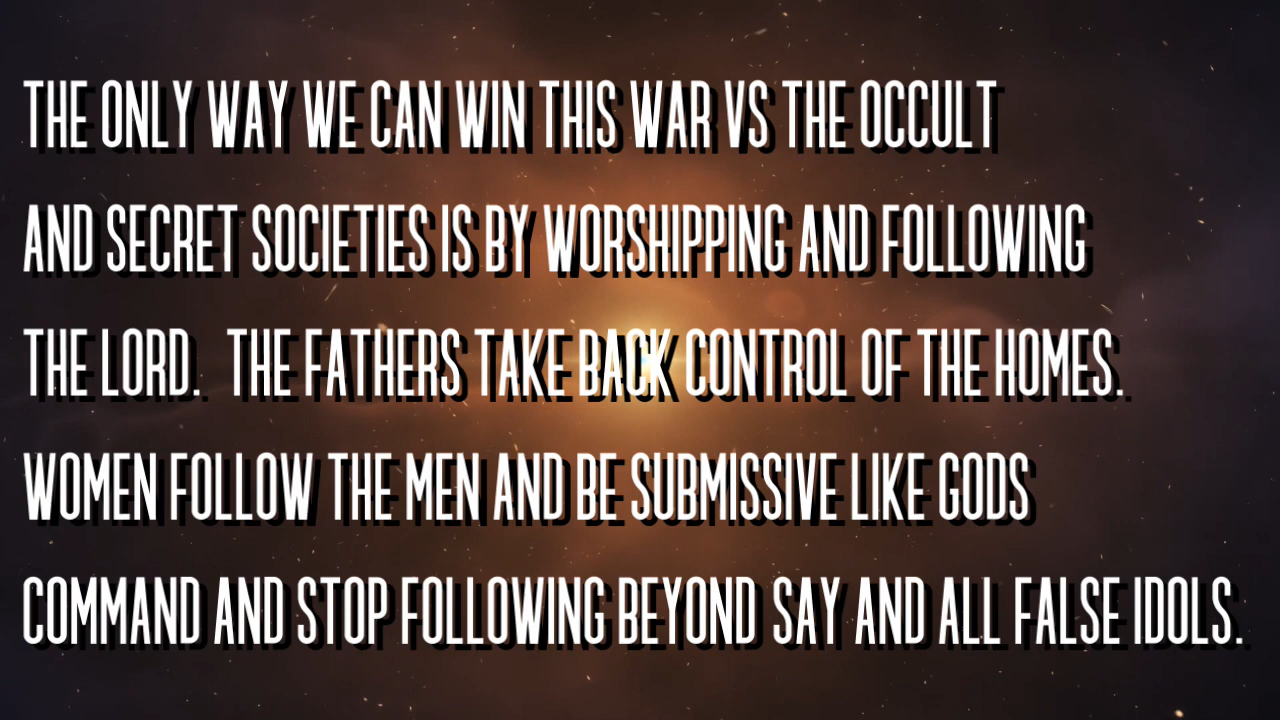 THE ONLY WAY WE CAN WIN THIS WAR VS THE OCCULT
AND SECRET SOCIETIES IS BY WORSHIPPING AND FOLLOWING
THE LORD. THE FATHERS TAKE BACK CONTROL OF THE HOMES.
WOMEN FOLLOW THE MEN AND BE SUBMISSIVE LIKE GODS
COMMAND AND STOP FOLLOWING BEYOND SAY AND ALL FALSE IDOLS.